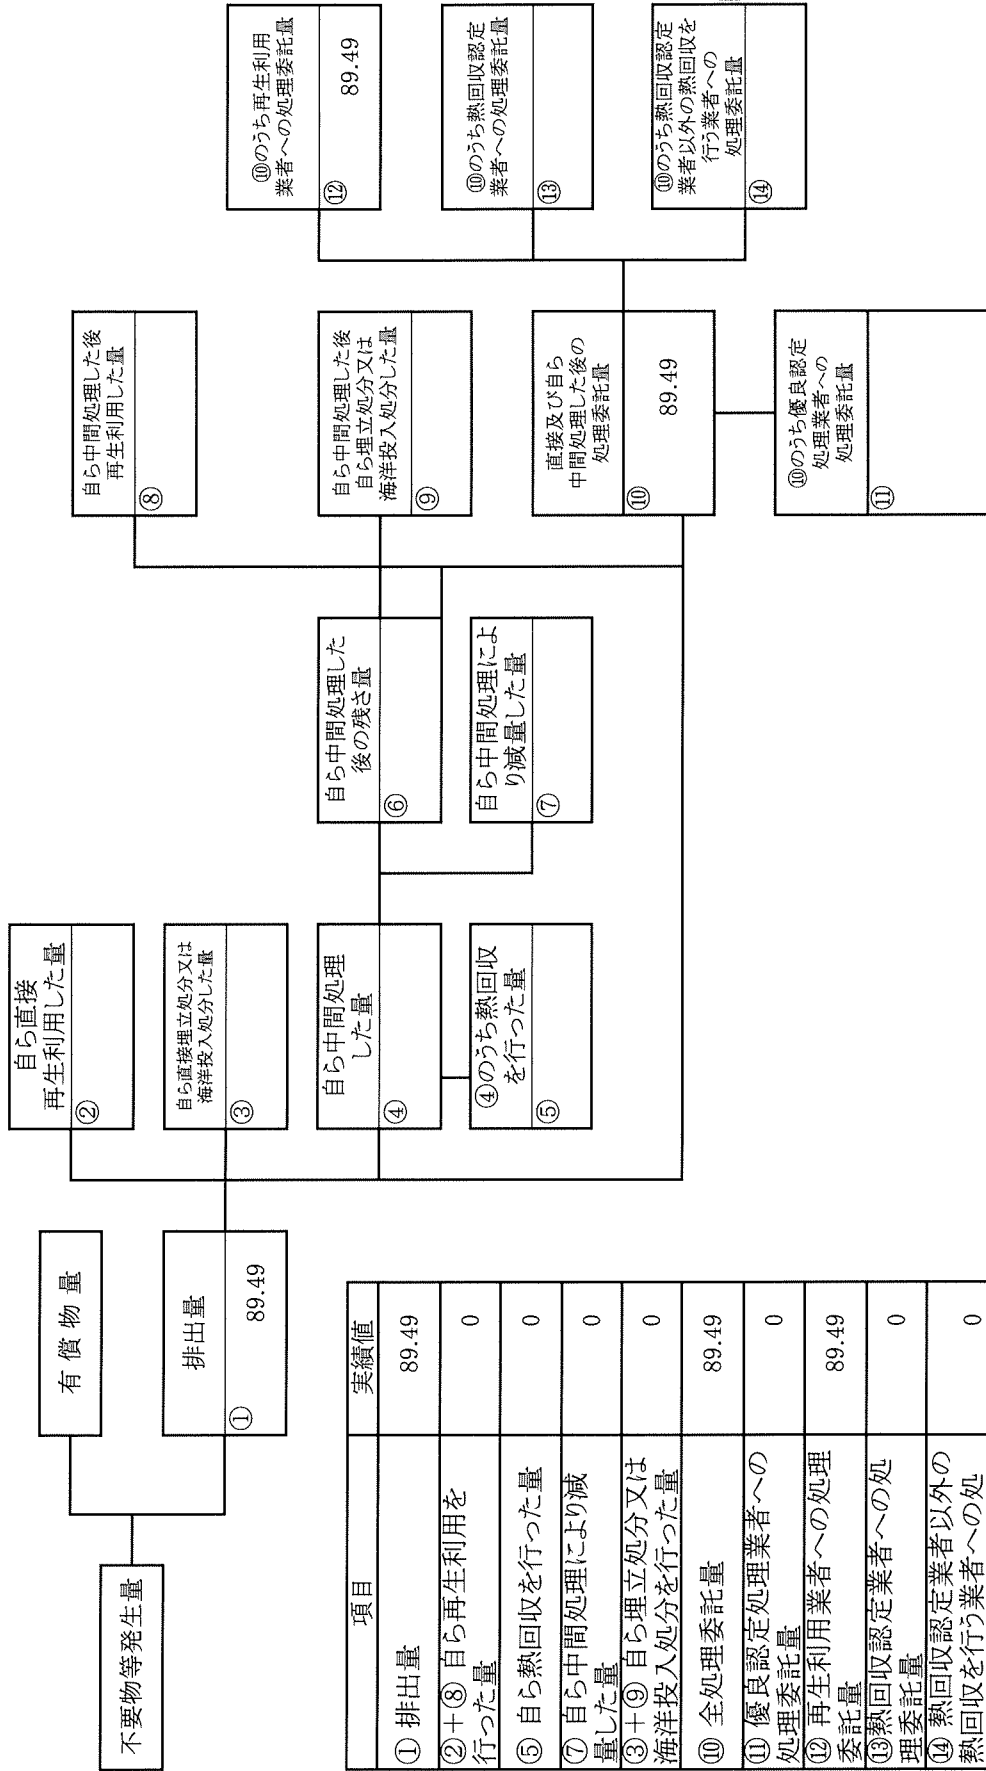 不要物等発生量
有償物量
排出量
①
89.49
自ら直接
再生利用した量
②
自ら直接埋立処分又は
海洋投入処分した量
③
自ら中間処理
した量
④
④のうち熱回収
を行った量
⑤
自ら中間処理した
後の残さ量
⑥
自ら中間処理によ
り減量した量
⑦
自ら中間処理した後
再生利用した量
⑧
自ら中間処理した後
自ら埋立処分又は
海洋投入処分した量
⑨
直接及び自ら
中間処理した後の
処理委託量
⑩
89.49
⑩のうち優良認定
処理業者への
処理委託量
⑪
⑩のうち再生利用
業者への処理委託量
⑫
89.49
⑩のうち熱回収認定
業者への処理委託量
⑬
⑩のうち熱回収認定
業者以外の熱回収を
行う業者への
処理委託量
⑭
項目 実績値
① 排出量 89.49
②+⑧ 自ら再生利用を
行った量 0
⑤ 自ら熱回収を行った量 0
⑦ 自ら中間処理により減
量した量 0
③+⑨ 自ら埋立処分又は
海洋投入処分を行った量 0
⑩ 全処理委託量 89.49
⑪ 優良認定処理業者への
処理委託量 0
⑫ 再生利用業者への処理
委託量 89.49
⑬熱回収認定業者への処
理委託量 0
⑭ 熱回収認定業者以外の
熱回収を行う業者への処 0